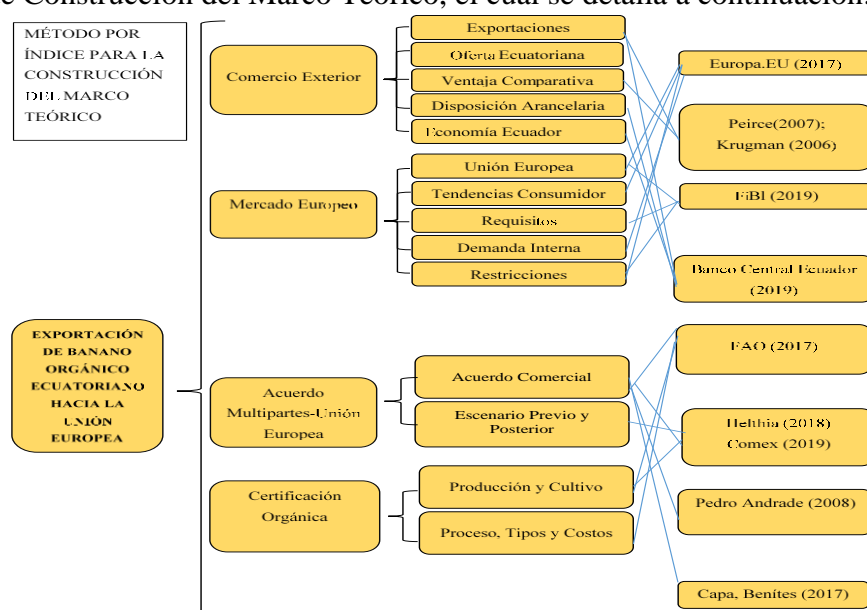 e Construcción del Marco Teórico, el cual se detalla a continuación.
MÉTODO POR
ÍNDICE PARA LA
CONSTRUCCIÓN
DEL MARCO
TEÓRICO
EXPORTACIÓN
DE BANANO
ORGÁNICO
ECUATORIANO
HACIA LA
UNIÓN
EUROPEA
Comercio Exterior
Exportaciones
Oferta Ecuatoriana
Ventaja Comparativa
Disposición Arancelaria
Economía Ecuador
Mercado Europeo
Unión Europea
Tendencias Consumidor
Requisitos
Demanda Interna
Restricciones
Acuerdo
Multipartes-Unión
Europea
Acuerdo Comercial
Escenario Previo y
Posterior
Certificación
Orgánica
Producción y Cultivo
Proceso, Tipos y Costos
Europa.EU (2017)
Peirce(2007);
Krugman (2006)
FiBl (2019)
Banco Central Ecuador
(2019)
FAO (2017)
Helthia (2018)
Comex (2019)
Pedro Andrade (2008)
Capa, Benítes (2017)